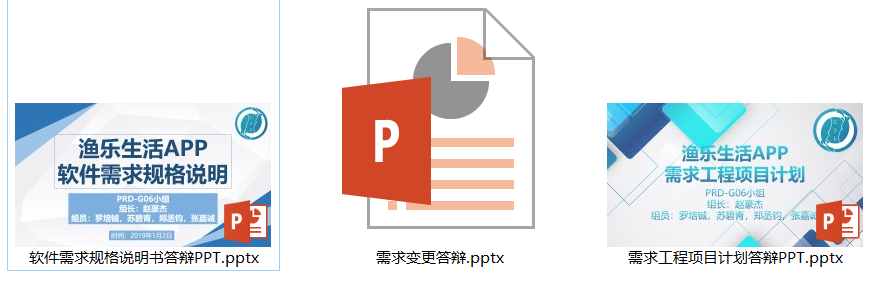 渔乐生活APP
软件需求规格说明
PRD-G06小组
组长：赵豪杰
组员：罗培铖，苏碧青，郑丞钧，张嘉诚
时间：2019年1月2日
P
软件需求规格说明书答辩PPT.pptx
P
需求变更答辩.pptx
渔乐生活APP
需求工程项目计划
PRD-G06小组
组长：赵豪杰
组员：罗培铖，苏碧青，郑丞钧，张嘉诚
P
需求工程项目计划答辩PPT.pptx